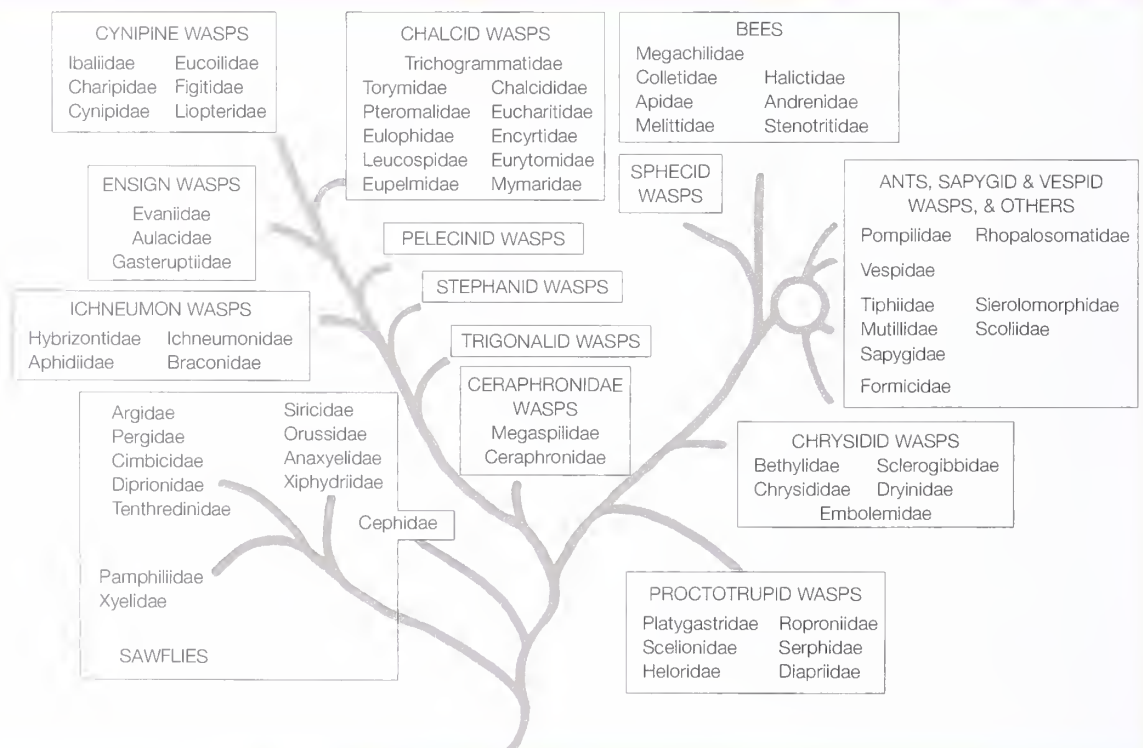 CYNIPINE WASPS
Ibaliidae Eucoilidae
Charipidae Figitidae
Cynipidae Liopteridae
CHALCID WASPS
Trichogrammatidae
Torymidae Chalcididae
Pteromalidae Eucharitidae
Eulophidae Encyrtidae
Leucospidae Eurytomidae
Eupelmidae Mymaridae
BEES
Megachilidae
Colletidae Halictidae
Apidae Andrenidae
Melittidae Stenotritidae
ENSIGN WASPS
Evaniidae
Aulacidae
Gasteruptiidae
SPHECID
WASPS
ANTS, SAPYGID & VESPID
WASPS, & OTHERS
Pompilidae Rhopalosomatidae
Vespidae
Tiphiidae Sierolomorphidae
Mutillidae Scoliidae
Sapygidae
Formicidae
PELECINID WASPS
STEPHANID WASPS
ICHNEUMON WASPS
Hybrizontidae Ichneumonidae
Aphidiidae Braconidae
TRIGONALID WASPS
CERAPHRONIDAE
WASPS
Megaspilidae
Ceraphronidae
Argidae Siricidae
Pergidae Orussidae
Cimbicidae Anaxyelidae
Diprionidae Xiphydriidae
Tenthredinidae
Cephidae
Pamphiliidae
Xyelidae
SAWFLIES
CHRYSIDID WASPS
Bethylidae Sclerogibbidae
Chrysididae Dryinidae
Embolemidae
PROCTOTRUPID WASPS
Platygastridae Roproniidae
Scelionidae Serphidae
Heloridae Diapriidae